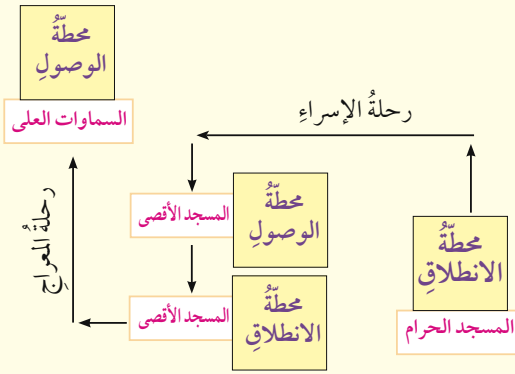 محطّةُ
الانطلاقِ
المسجد الحرام
رحلةُ الإسراءِ
محطّةُ
الوصولِ
المسجد الأقصى
محطّةُ
الانطلاقِ
المسجد الأقصى
رحلةُ المعراجِ
محطّةُ
الوصولِ
السماوات العلى